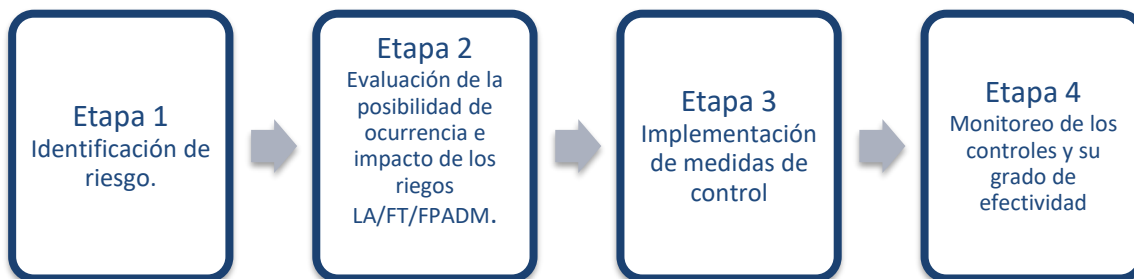 Etapa 1
Identificación de
riesgo.
Etapa 2
Evaluación de la
posibilidad de
ocurrencia e
impacto de los
riegos
LA/FT/FPADM.
Etapa 3
Implementación
de medidas de
control
Etapa 4
Monitoreo de los
controles y su
grado de
efectividad